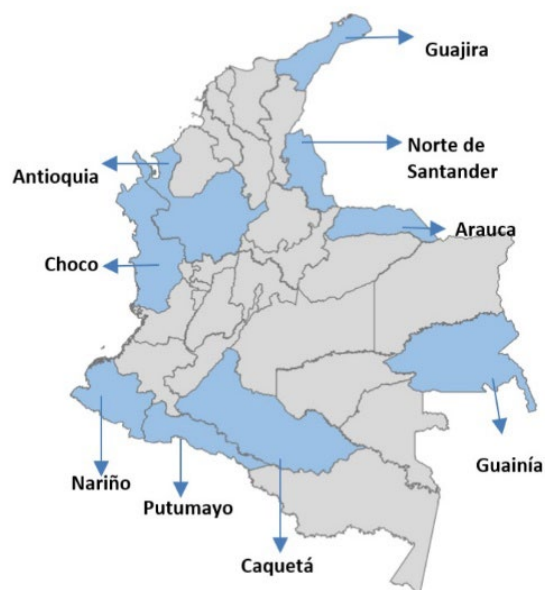 Guajira
Norte de
Santander
Antioquia
Arauca
Choco
Guainía
Nariño
Putumayo
Caquetá